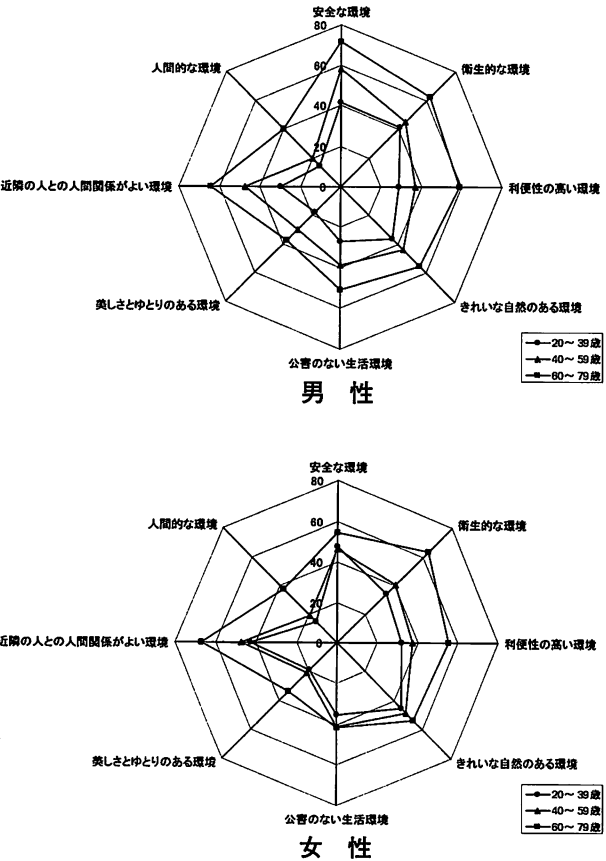 安全な環境
80
人間的な環境
衛生的な環境
60
40
20
近隣の人との人間関係がよい環境
0
利便性の高い環境
美しさとゆとりのある環境
きれいな自然のある環境
公害のない生活環境
20～39歳
40～59歳
60～79歳
男 性
安全な環境
80
人間的な環境
衛生的な環境
60
40
20
近隣の人との人間関係がよい環境
0
利便性の高い環境
美しさとゆとりのある環境
きれいな自然のある環境
公害のない生活環境
20～39歳
40～59歳
60～79歳
女 性